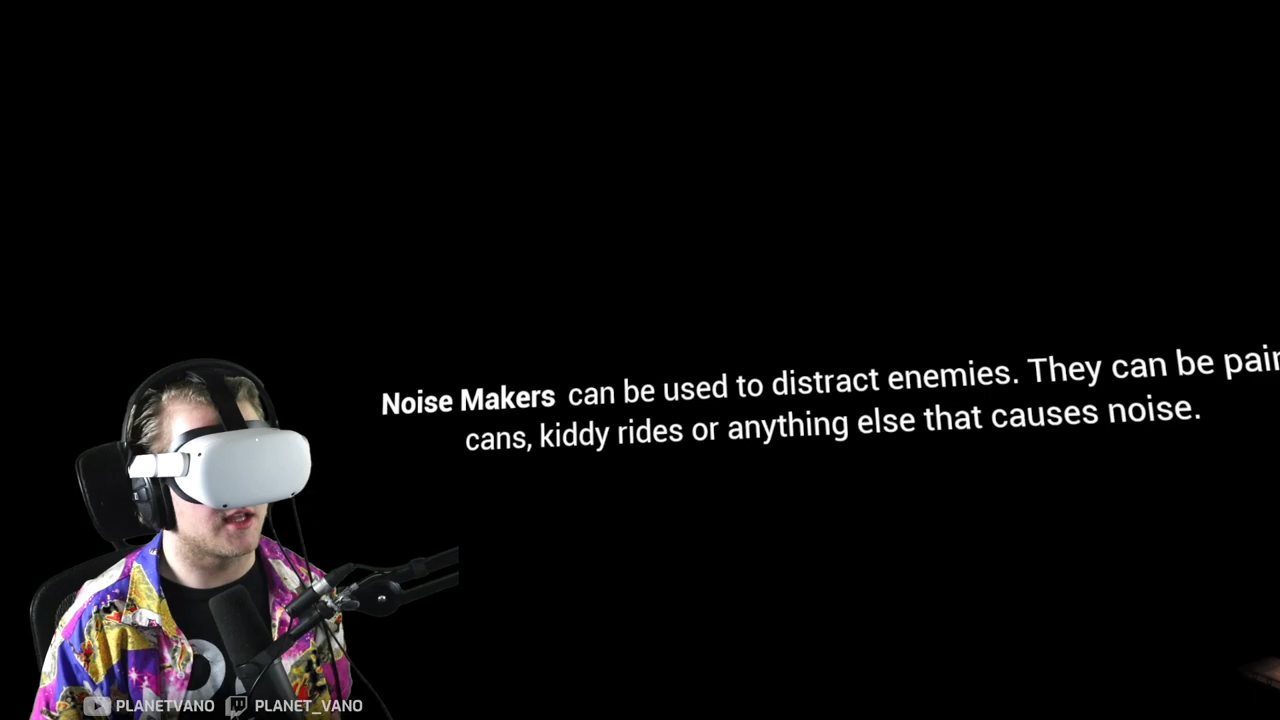 Noise Makers can be used to distract enemies. They can be
cans, kiddy rides or anything else that causes noise.
PLANETVANO PLANET_VANO